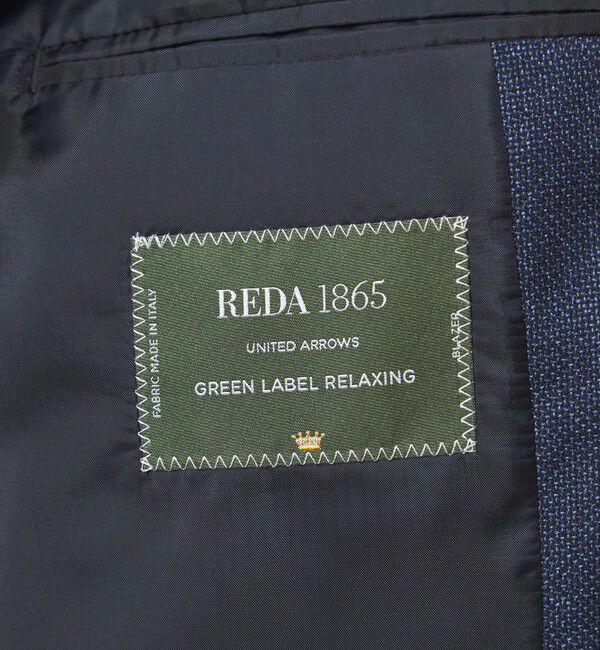 REDA 1865
UNITED ARROWS
GREEN LABEL RELAXING
FABRIC MADE IN ITALY
BLAZER